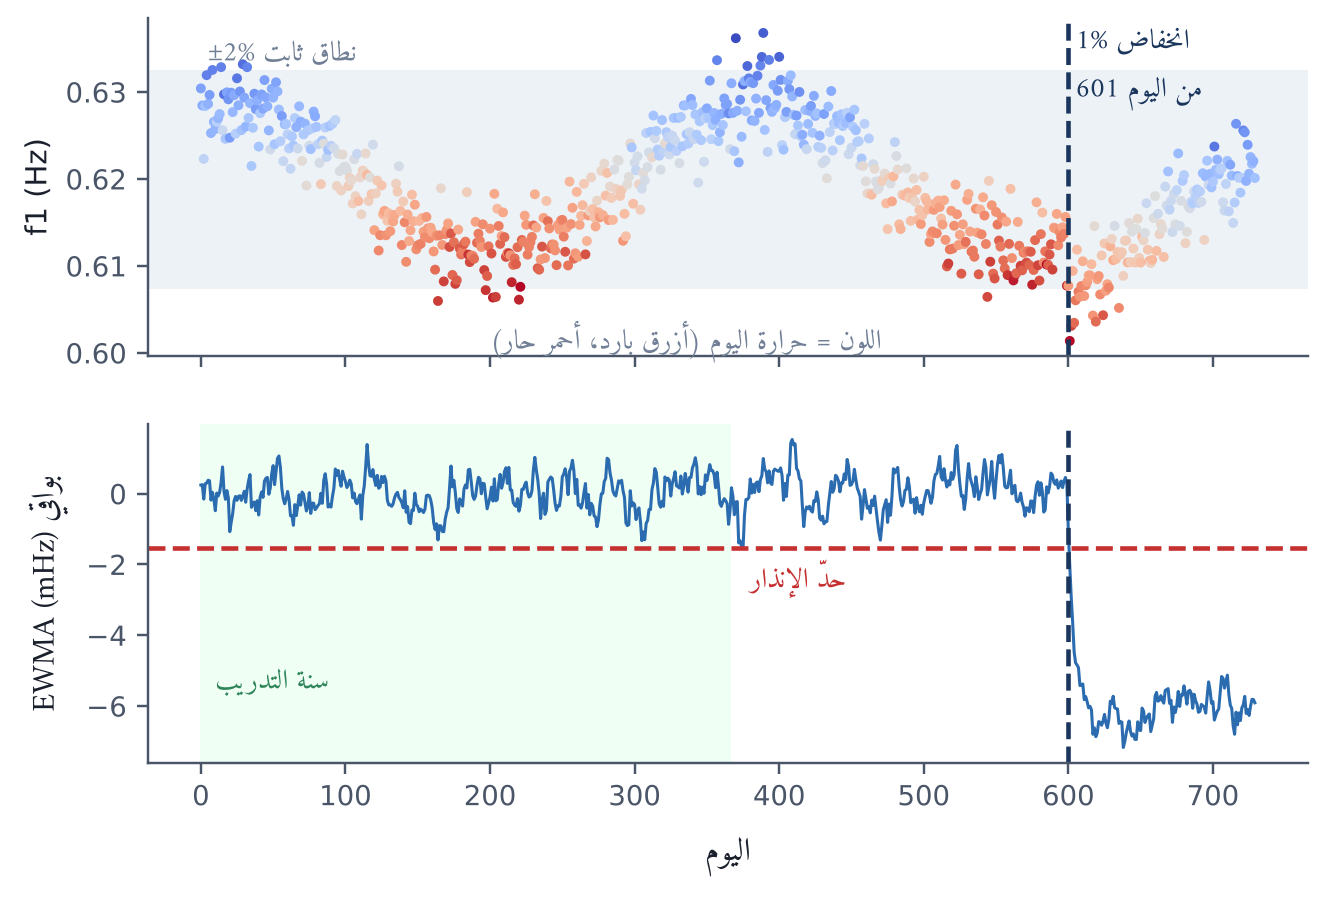 نطاق ثابت ±2%
انخفاض 1%
من اليوم 601
f1 (Hz)
0.63
0.62
0.61
0.60
اللون = حرارة اليوم (أزرق بارد، أحمر حار)
بواقي EWMA (mHz)
0
−2
−4
−6
حدّ الإنذار
سنة التدريب
0 100 200 300 400 500 600 700
اليوم